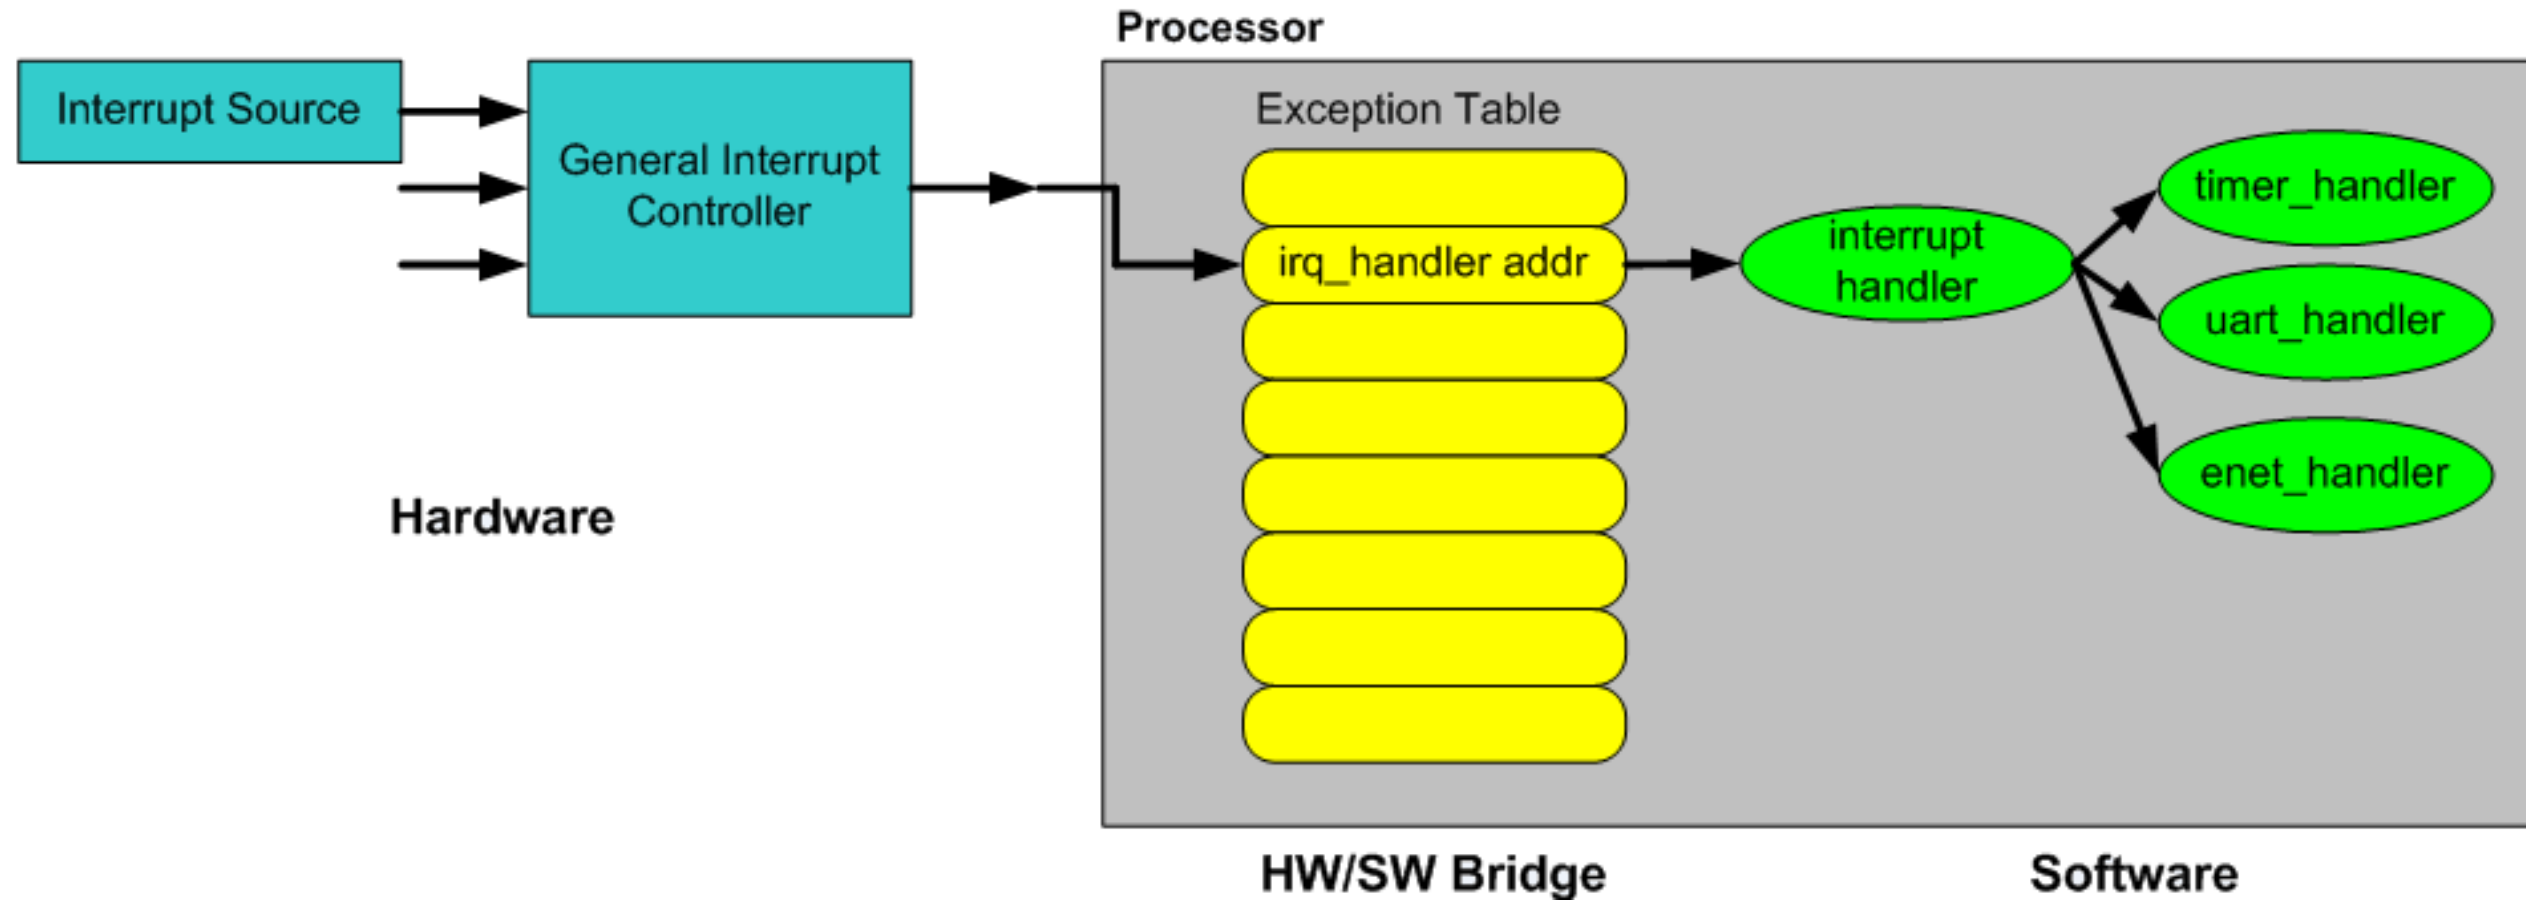 Processor
Interrupt Source
General Interrupt
Controller
Exception Table
irq_handler addr
interrupt
handler
timer_handler
uart_handler
enet_handler
Hardware
HW/SW Bridge
Software